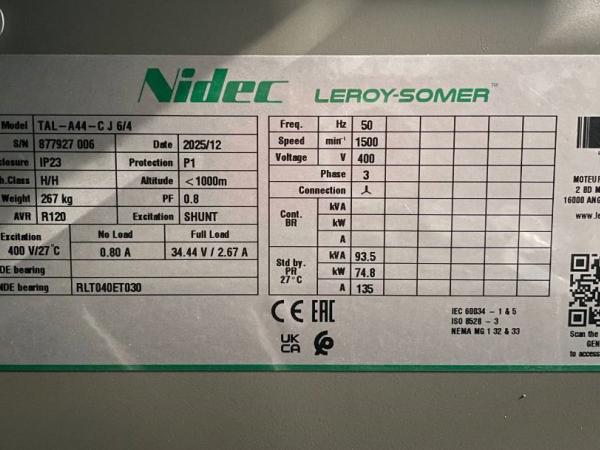 Nidec LEROY-SOMER™
Model TAL-A44-C J 6/4
S/N 877927 006 Date 2025/12
closure IP23 Protection P1
h.Class H/H Altitude <1000m
Weight 267 kg PF 0.8
AVR R120 Excitation SHUNT
Excitation No Load Full Load
400 V/27°C 0.80 A 34.44 V / 2.67 A
DE bearing
NDE bearing RLT040ET030
Freq. Hz 50
Speed min⁻¹ 1500
Voltage V 400
Phase 3
Connection
Cont. BR kVA
kW
A
Std by. PR 27°C kVA 93.5
kW 74.8
A 135
CE EAC
UK CA
IEC 60034 - 1 & 5
ISO 8528 - 3
NEMA MG 1 32 & 33
MOTEUR
2 BD M
16000 ANG
www.le
Scan the
GEN
to access